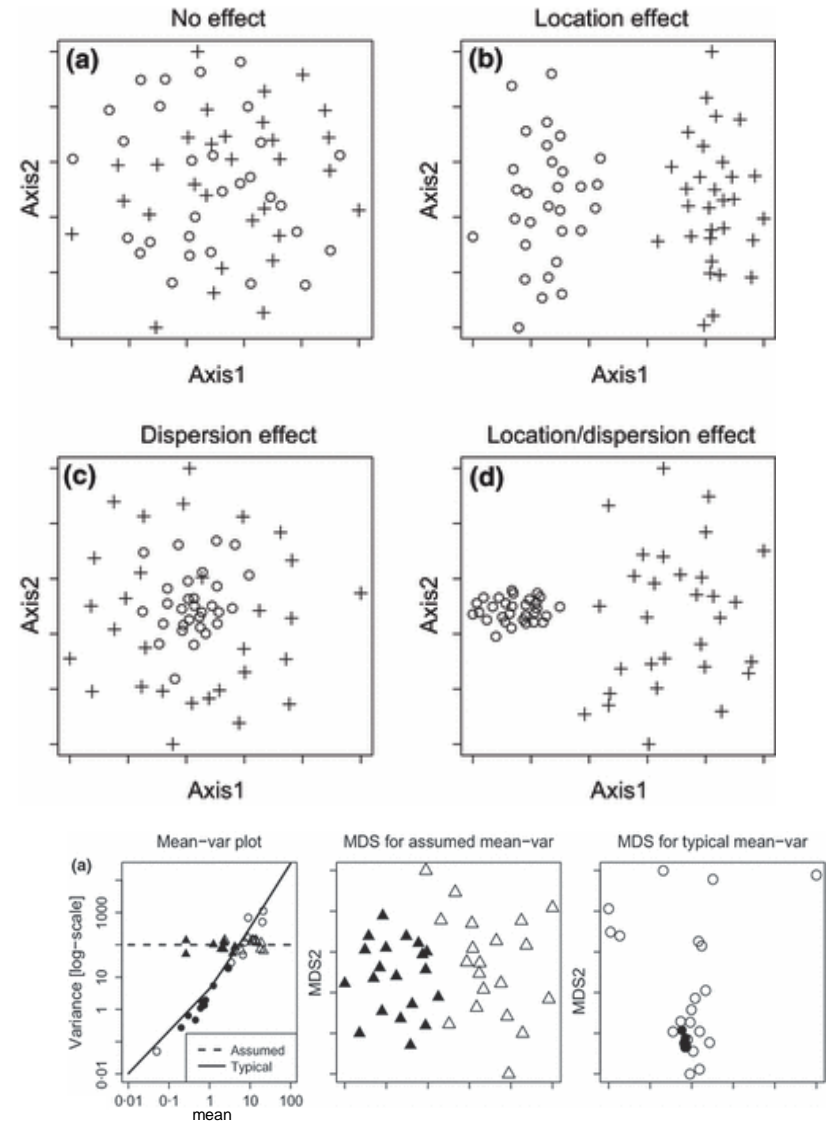 No effect
Location effect
(a)
(b)
Axis2
Axis2
Axis1
Axis1
Dispersion effect
Location/dispersion effect
(c)
(d)
Axis2
Axis2
Axis1
Axis1
Mean-var plot
MDS for assumed mean-var
MDS for typical mean-var
(a)
Variance [log-scale]
1000
10
1
0·01
Assumed
Typical
0·01 0·1 1 10 100
mean
MDS2
MDS2